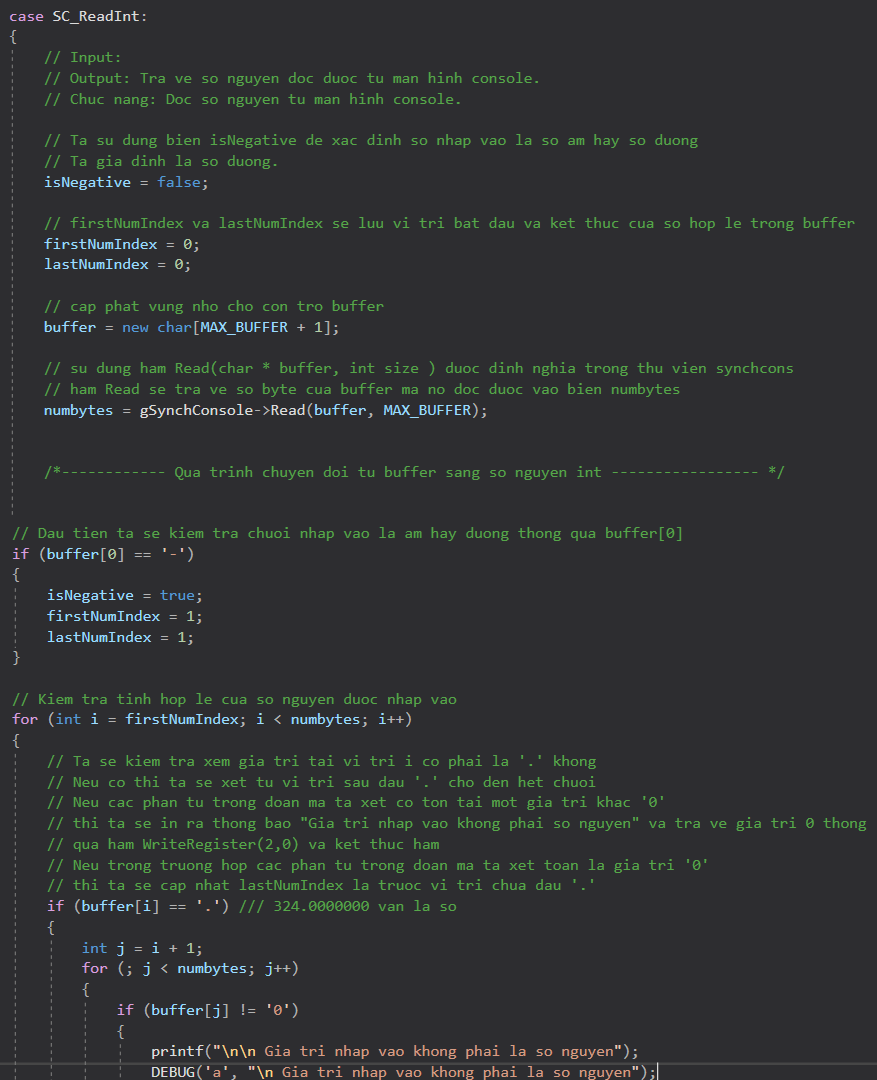 case SC_ReadInt:
{
// Input:
// Output: Tra ve so nguyen doc duoc tu man hinh console.
// Chuc nang: Doc so nguyen tu man hinh console.
// Ta su dung bien isNegative de xac dinh so nhap vao la so am hay so duong
// Ta gia dinh la so duong.
isNegative = false;
// firstNumIndex va lastNumIndex se luu vi tri bat dau va ket thuc cua so hop le trong buffer
firstNumIndex = 0;
lastNumIndex = 0;
// cap phat vung nho cho con tro buffer
buffer = new char[MAX_BUFFER + 1];
// su dung ham Read(char * buffer, int size ) duoc dinh nghia trong thu vien synchcons
// ham Read se tra ve so byte cua buffer ma no doc duoc vao bien numbytes
numbytes = gSynchConsole->Read(buffer, MAX_BUFFER);
/*------------ Qua trinh chuyen doi tu buffer sang so nguyen int ----------------- */
// Dau tien ta se kiem tra chuoi nhap vao la am hay duong thong qua buffer[0]
if (buffer[0] == '-')
{
isNegative = true;
firstNumIndex = 1;
lastNumIndex = 1;
}
// Kiem tra tinh hop le cua so nguyen duoc nhap vao
for (int i = firstNumIndex; i < numbytes; i++)
{
// Ta se kiem tra xem gia tri tai vi tri i co phai la '.' khong
// Neu co thi ta se xet tu vi tri sau dau '.' cho den het chuoi
// Neu cac phan tu trong doan ma ta xet co ton tai mot gia tri khac '0'
// thi ta se in ra thong bao "Gia tri nhap vao khong phai so nguyen" va tra ve gia tri 0 thong
// qua ham WriteRegister(2,0) va ket thuc ham
// Neu trong truong hop cac phan tu trong doan ma ta xet toan la gia tri '0'
// thi ta se cap nhat lastNumIndex la truoc vi tri chua dau '.'
if (buffer[i] == '.') /// 324.0000000 van la so
{
int j = i + 1;
for (; j < numbytes; j++)
{
if (buffer[j] != '0')
{
printf("\n\n Gia tri nhap vao khong phai la so nguyen");
DEBUG('a', "\n Gia tri nhap vao khong phai la so nguyen");